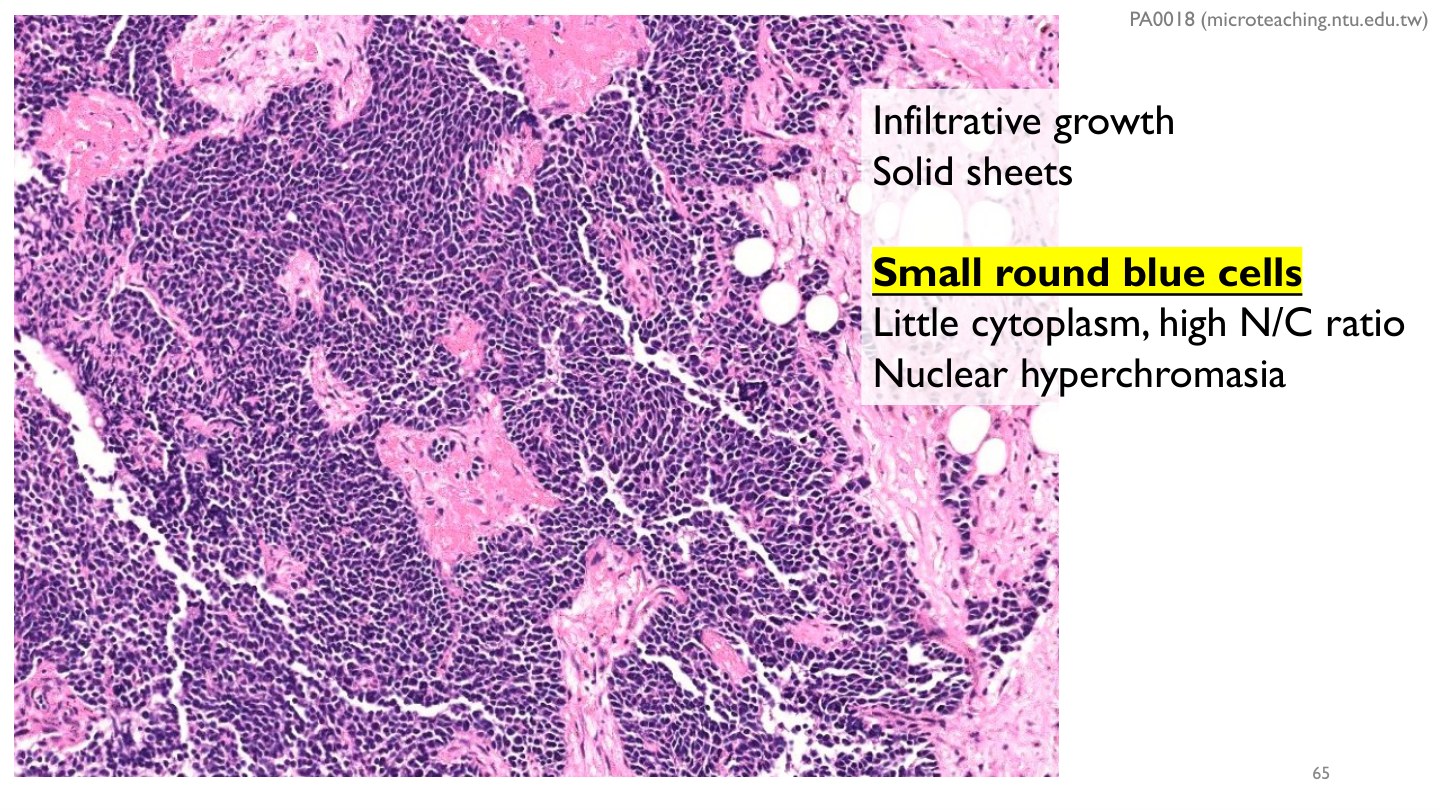 PA0018 (microteaching.ntu.edu.tw)
Infiltrative growth
Solid sheets
Small round blue cells
Little cytoplasm, high N/C ratio
Nuclear hyperchromasia
65